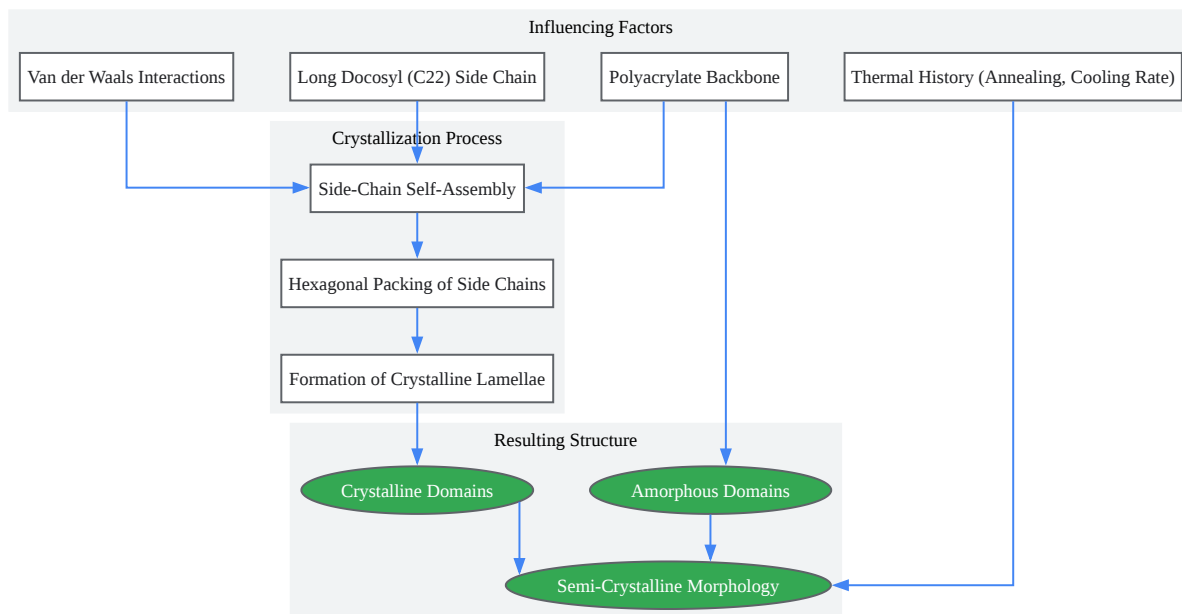 Influencing Factors
Van der Waals Interactions
Long Docosyl (C22) Side Chain
Polyacrylate Backbone
Thermal History (Annealing, Cooling Rate)
Crystallization Process
Side-Chain Self-Assembly
Hexagonal Packing of Side Chains
Formation of Crystalline Lamellae
Resulting Structure
Crystalline Domains
Amorphous Domains
Semi-Crystalline Morphology